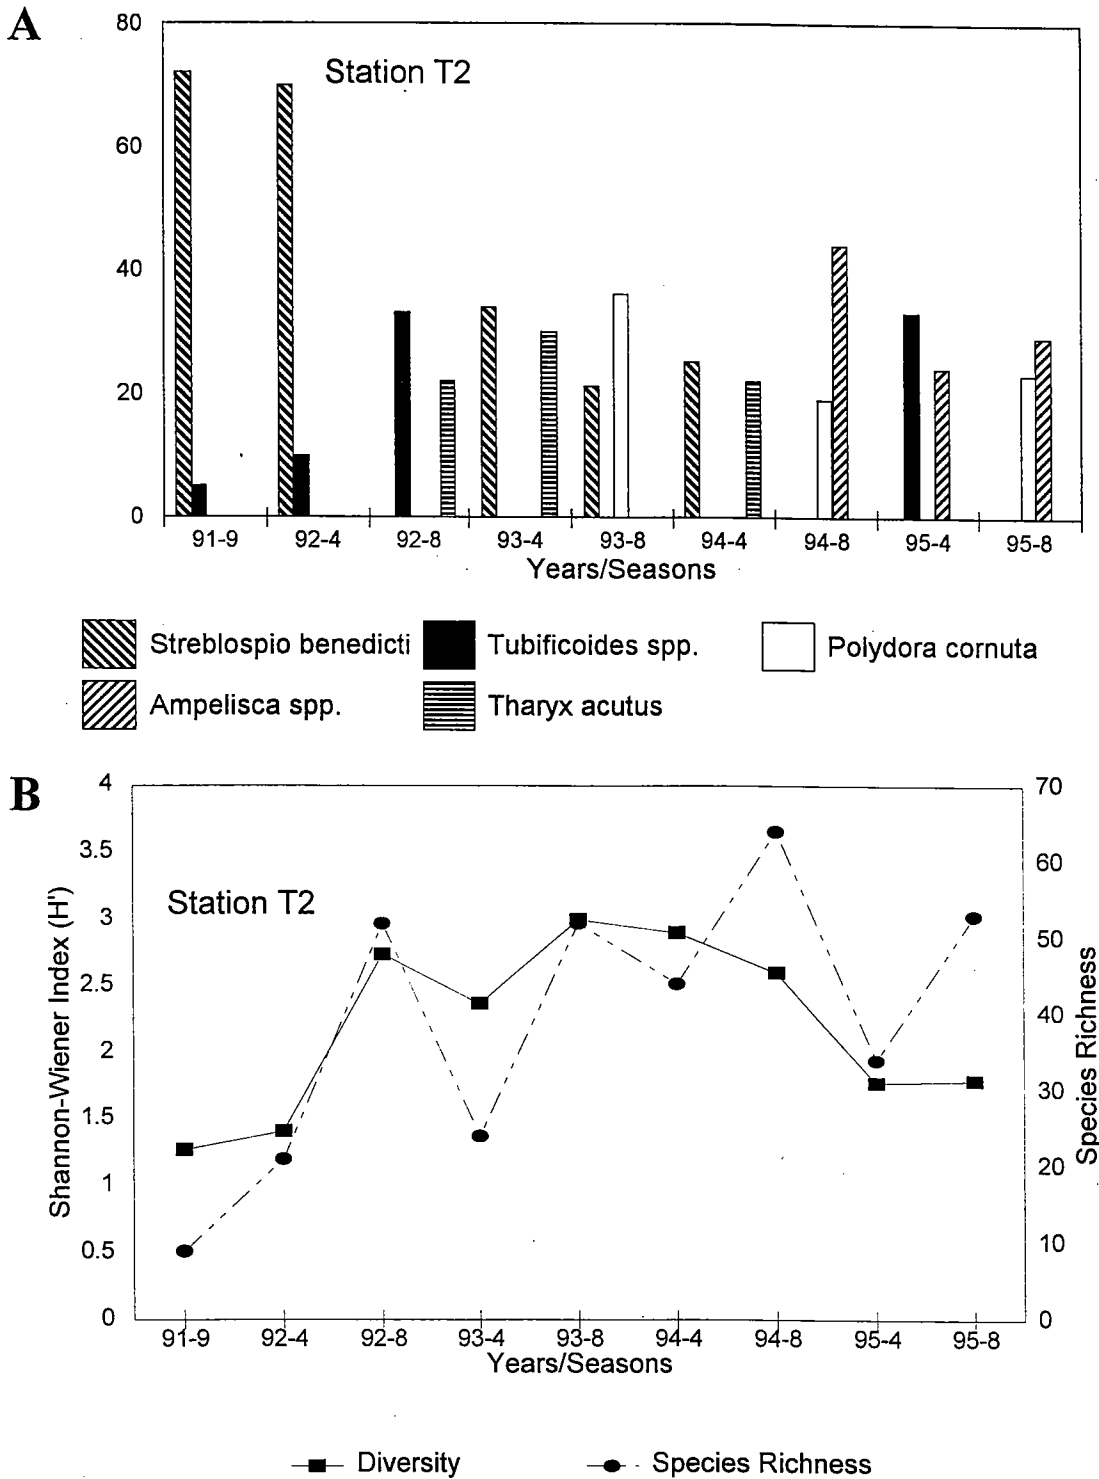 A
80
Station T2
60
40
20
0
91-9 92-4 92-8 93-4 93-8 94-4 94-8 95-4 95-8
Years/Seasons
Streblospio benedicti Tubificoides spp. Polydora cornuta
Ampelisca spp. Tharyx acutus
B
4 70
3.5 60
Station T2
3 50
2.5 40
2 30
1.5 20
1
0.5 10
0 0
Shannon-Wiener Index (H')
Species Richness
91-9 92-4 92-8 93-4 93-8 94-4 94-8 95-4 95-8
Years/Seasons
Diversity Species Richness